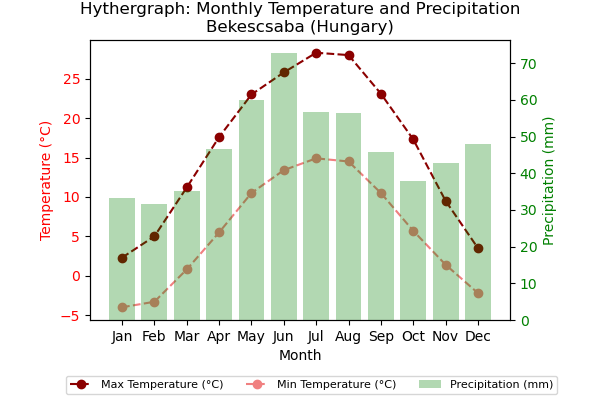 Hythergraph: Monthly Temperature and Precipitation
Bekescsaba (Hungary)
Temperature (°C)
25
20
15
10
5
0
−5
Precipitation (mm)
70
60
50
40
30
20
10
0
Jan Feb Mar Apr May Jun Jul Aug Sep Oct Nov Dec
Month
Max Temperature (°C) Min Temperature (°C) Precipitation (mm)